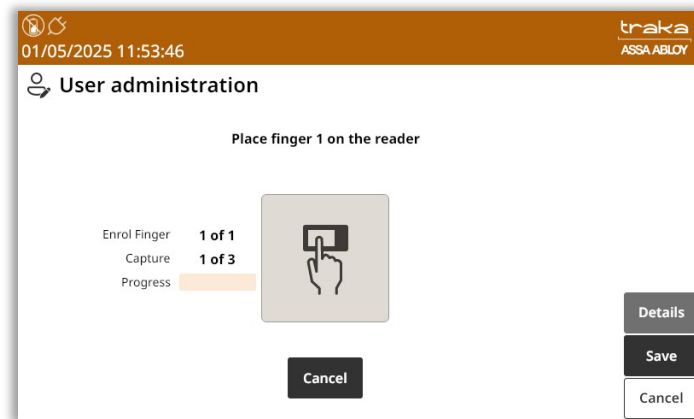 traka
01/05/2025 11:53:46
ASSA ABLOY
User administration
Place finger 1 on the reader
Enrol Finger 1 of 1
Capture 1 of 3
Progress
Details
Save
Cancel
Cancel